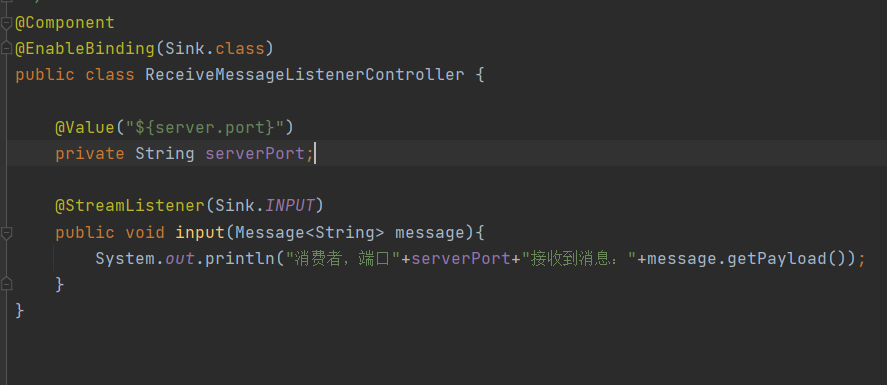 @Component
@EnableBinding(Sink.class)
public class ReceiveMessageListenerController {
@Value("${server.port}")
private String serverPort;
@StreamListener(Sink.INPUT)
public void input(Message<String> message){
System.out.println("消费者，端口"+serverPort+"接收到消息："+message.getPayload());
}
}